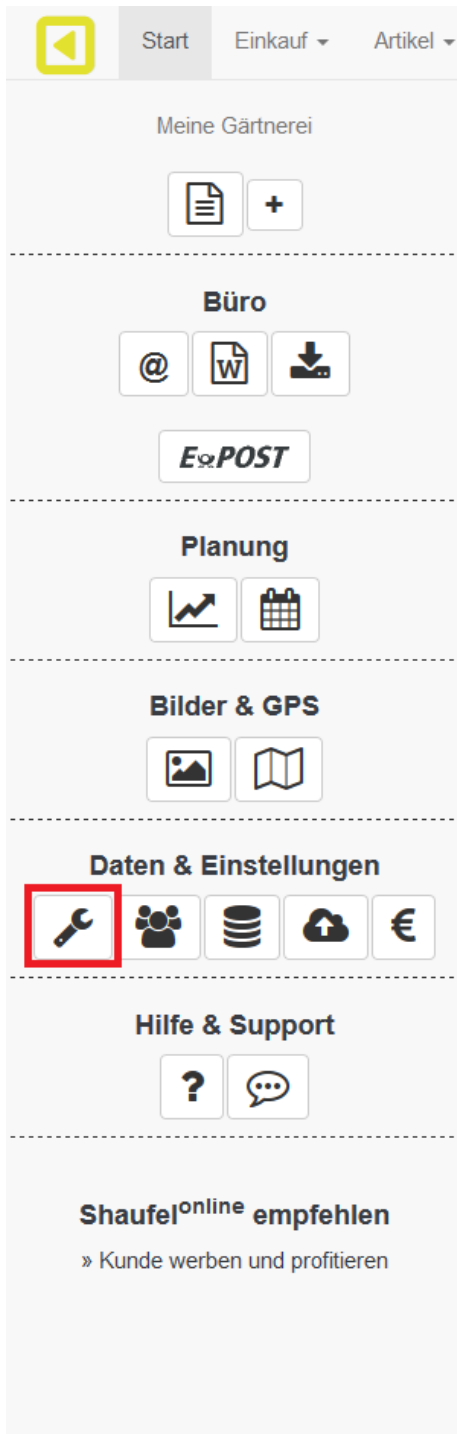 Start Einkauf Artikel
Meine Gärtnerei
+
Büro
@ W
E POST
Planung
Bilder & GPS
Daten & Einstellungen
€
Hilfe & Support
?
Shaufelonline empfehlen
» Kunde werben und profitieren